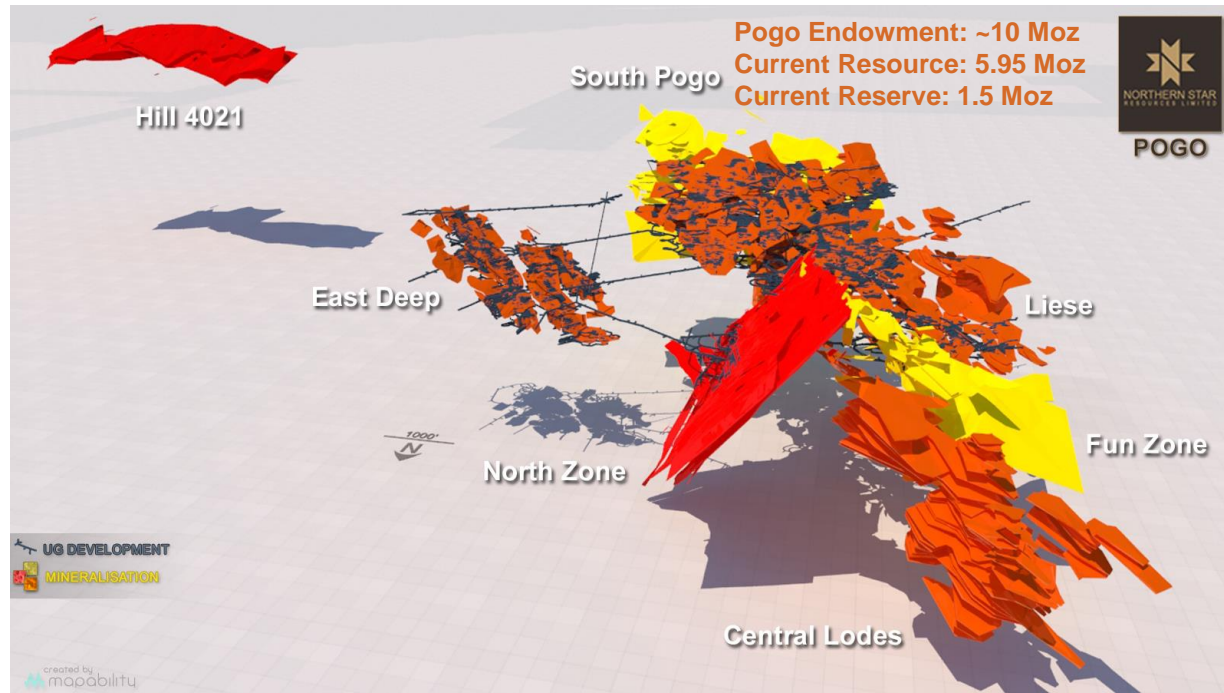 Pogo Endowment: ~10 Moz
Current Resource: 5.95 Moz
Current Reserve: 1.5 Moz
NORTHERN STAR
RESOURCES LIMITED
POGO
South Pogo
Hill 4021
East Deep
Liese
1000'
N
North Zone
Fun Zone
UG DEVELOPMENT
MINERALISATION
Central Lodes
created by
mapability